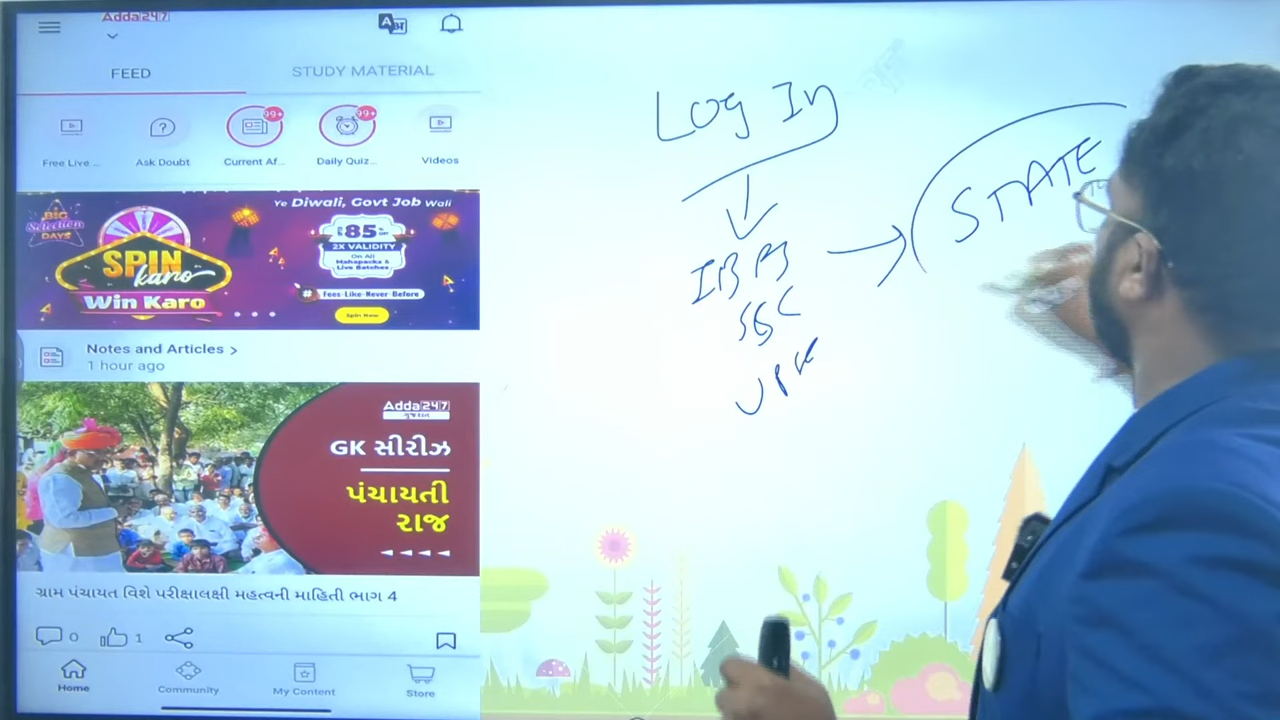 Adda247
FEED
STUDY MATERIAL
Free Live ...
Ask Doubt
99+
Current Af...
99+
Daily Quiz...
Videos
BIG
Selection
DAYS
SPIN
karo
Win Karo
Ye Diwali, Govt Job Wali
85%
2X VALIDITY
On All
Mahapacks &
Live Batches
# Fees-Like-Never-Before
Spin Now
Notes and Articles >
1 hour ago
Adda247
ગુજરાત
GK સીરીઝ
પંચાયતી
રાજ
ગ્રામ પંચાયત વિશે પરીક્ષાલક્ષી મહત્વની માહિતી ભાગ 4
0
1
Home
Community
My Content
Store
Log In
IBPS
SSC
STATE